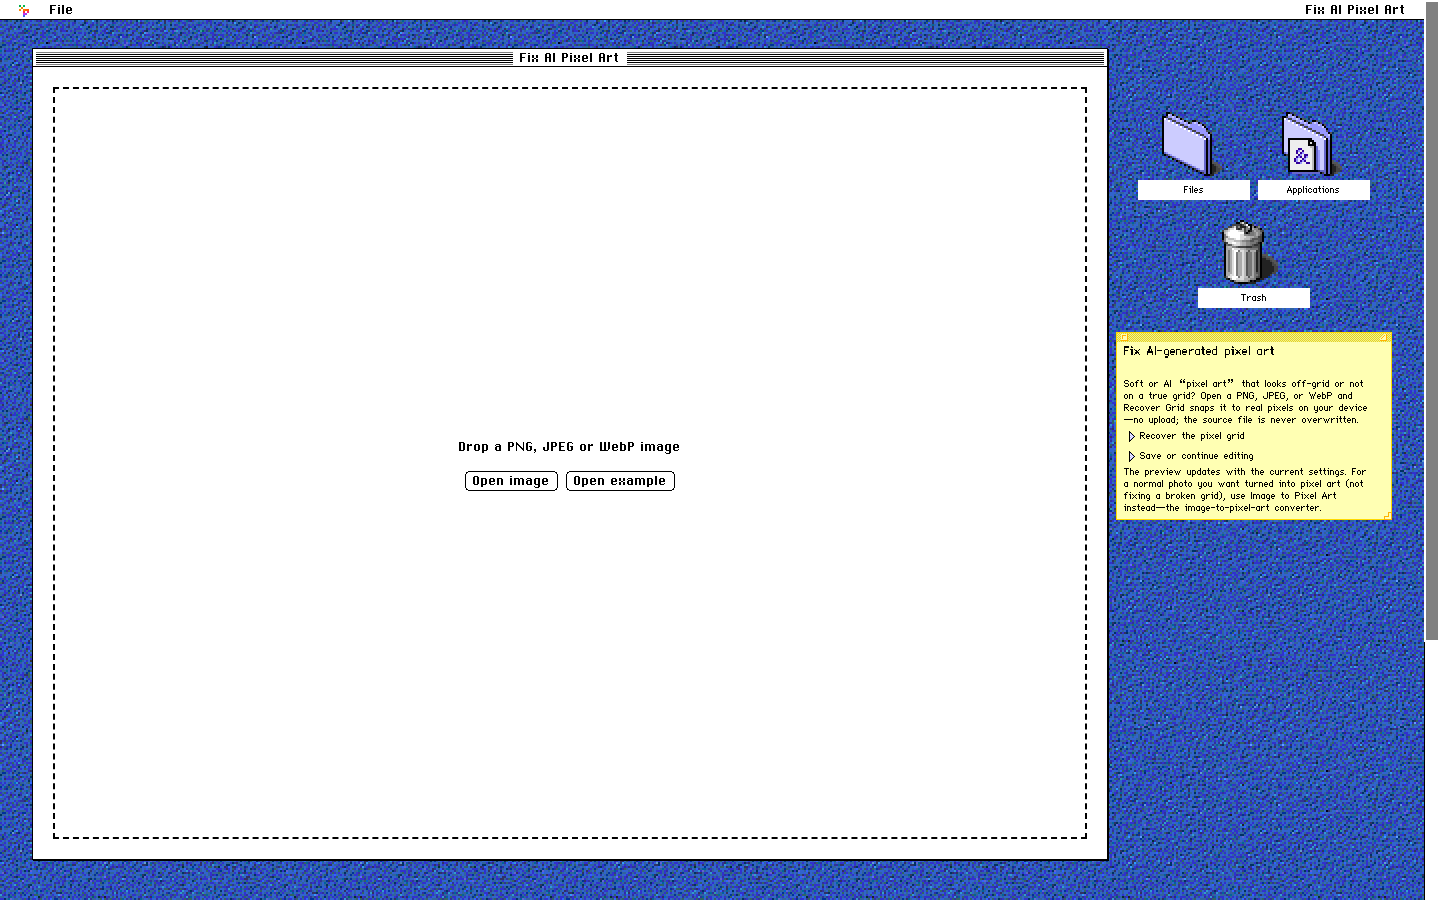 File
Fix AI Pixel Art
Fix AI Pixel Art
Drop a PNG, JPEG or WebP image
Open image
Open example
Files
Applications
Trash
Fix AI-generated pixel art
Soft or AI “pixel art” that looks off-grid or not
on a true grid? Open a PNG, JPEG, or WebP and
Recover Grid snaps it to real pixels on your device
—no upload; the source file is never overwritten.
Recover the pixel grid
Save or continue editing
The preview updates with the current settings. For
a normal photo you want turned into pixel art (not
fixing a broken grid), use Image to Pixel Art
instead—the image-to-pixel-art converter.